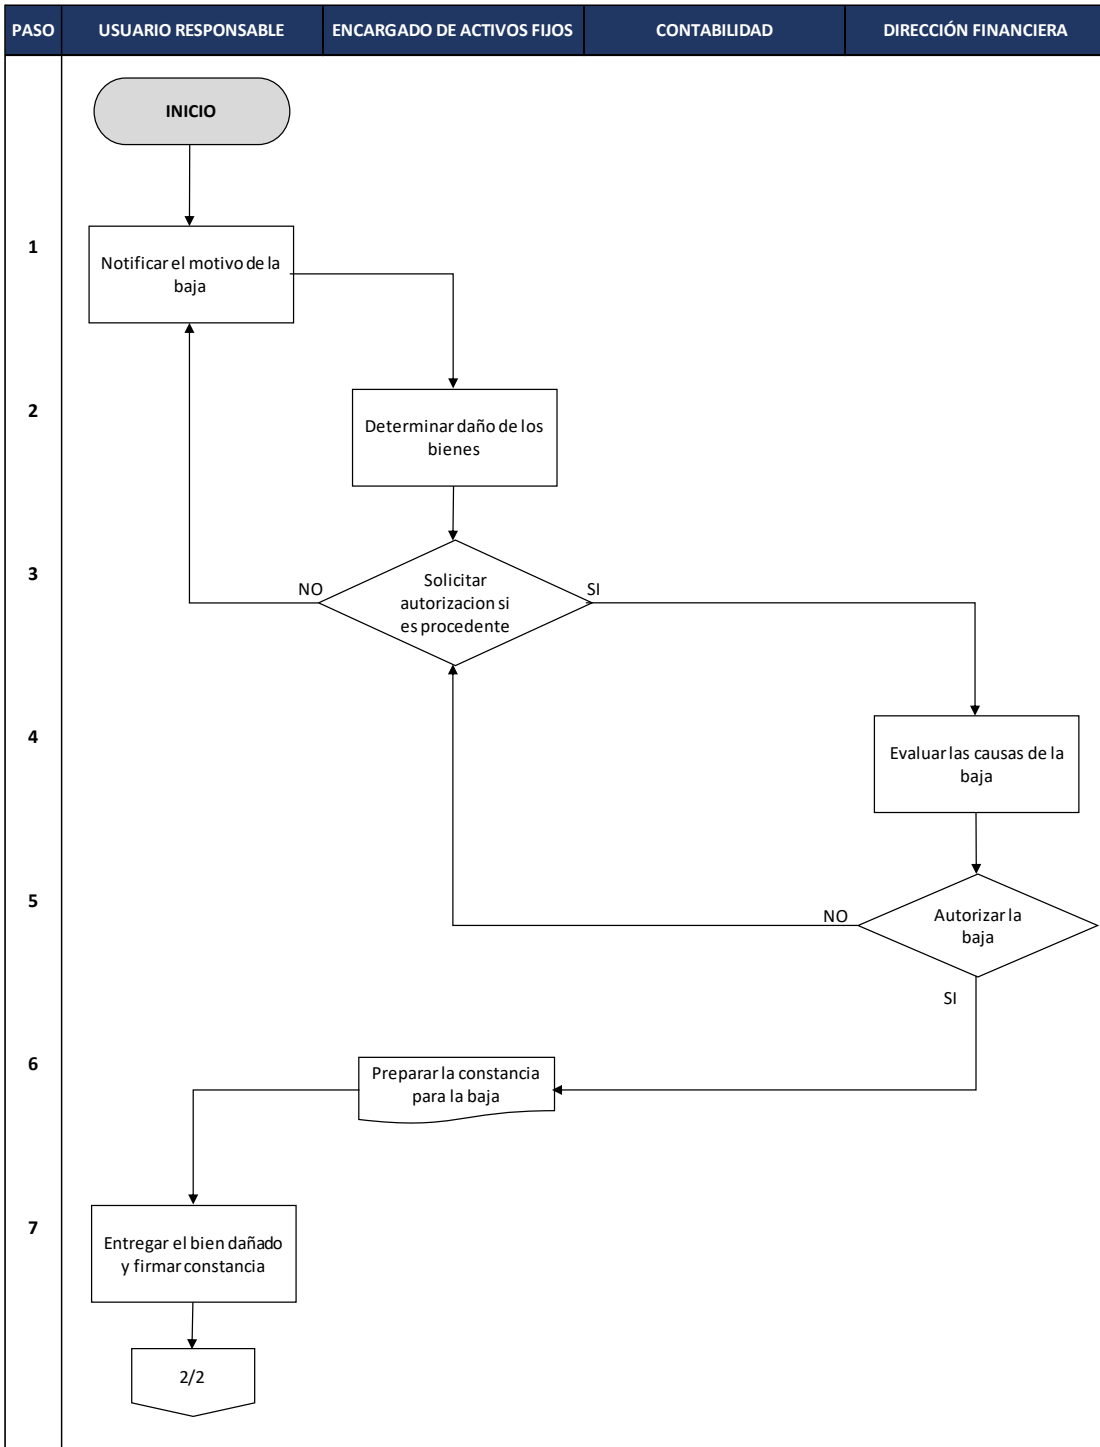 PASO
USUARIO RESPONSABLE
ENCARGADO DE ACTIVOS FIJOS
CONTABILIDAD
DIRECCIÓN FINANCIERA
INICIO
1
Notificar el motivo de la
baja
2
Determinar daño de los
bienes
3
NO
Solicitar
autorizacion si
es procedente
SI
4
Evaluar las causas de la
baja
5
NO
Autorizar la
baja
SI
6
Preparar la constancia
para la baja
7
Entregar el bien dañado
y firmar constancia
2/2